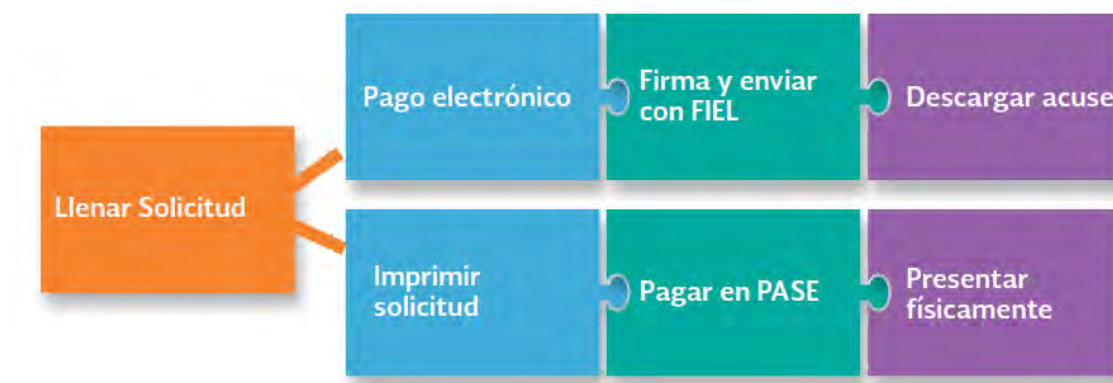 Llenar Solicitud
Pago electrónico
Firma y enviar
con FIEL
Descargar acuse
Imprimir
solicitud
Pagar en PASE
Presentar
físicamente